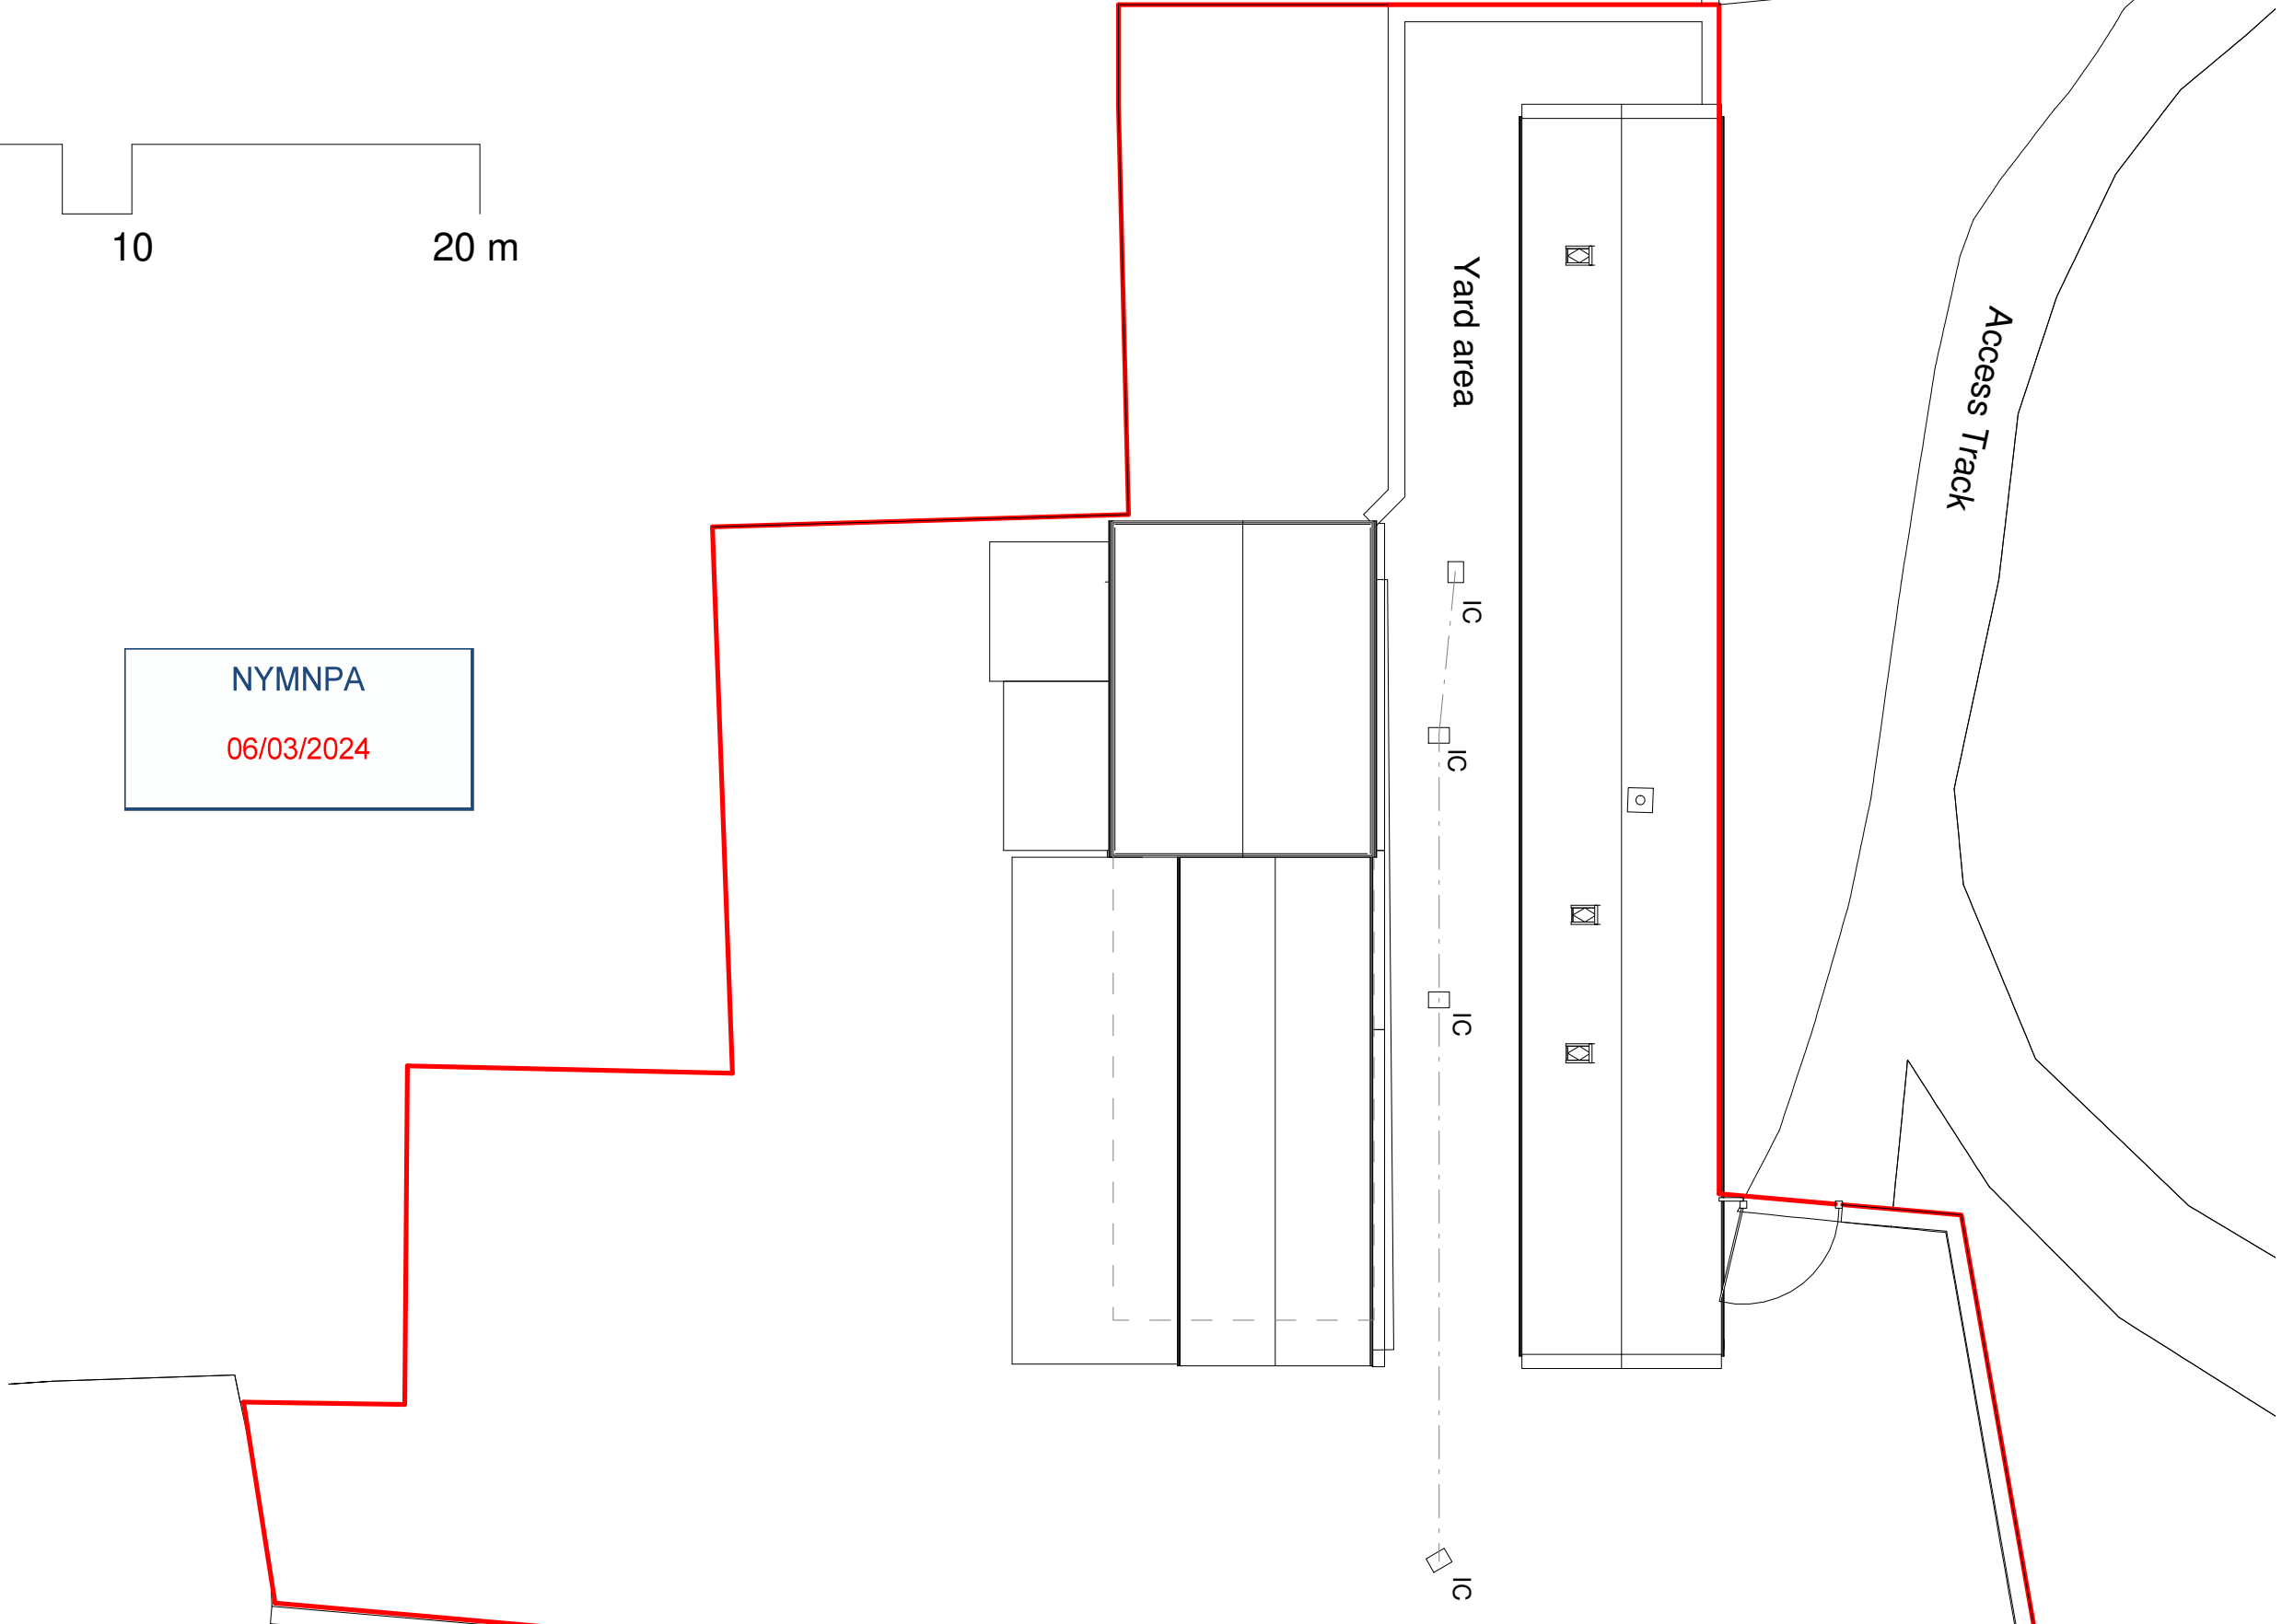 10
20 m
Yard area
Access Track
IC
NYMNPA
IC
06/03/2024
IC
IC